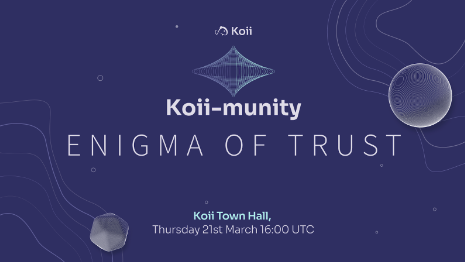 Koii
Koii-munity
ENIGMA OF TRUST
Koii Town Hall,
Thursday 21st March 16:00 UTC